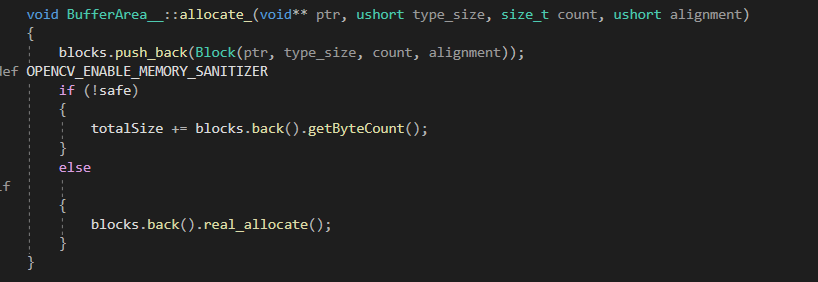 void BufferArea__::allocate_(void** ptr, ushort type_size, size_t count, ushort alignment)
{
blocks.push_back(Block(ptr, type_size, count, alignment));
def OPENCV_ENABLE_MEMORY_SANITIZER
if (!safe)
{
totalSize += blocks.back().getByteCount();
}
else
if
{
blocks.back().real_allocate();
}
}